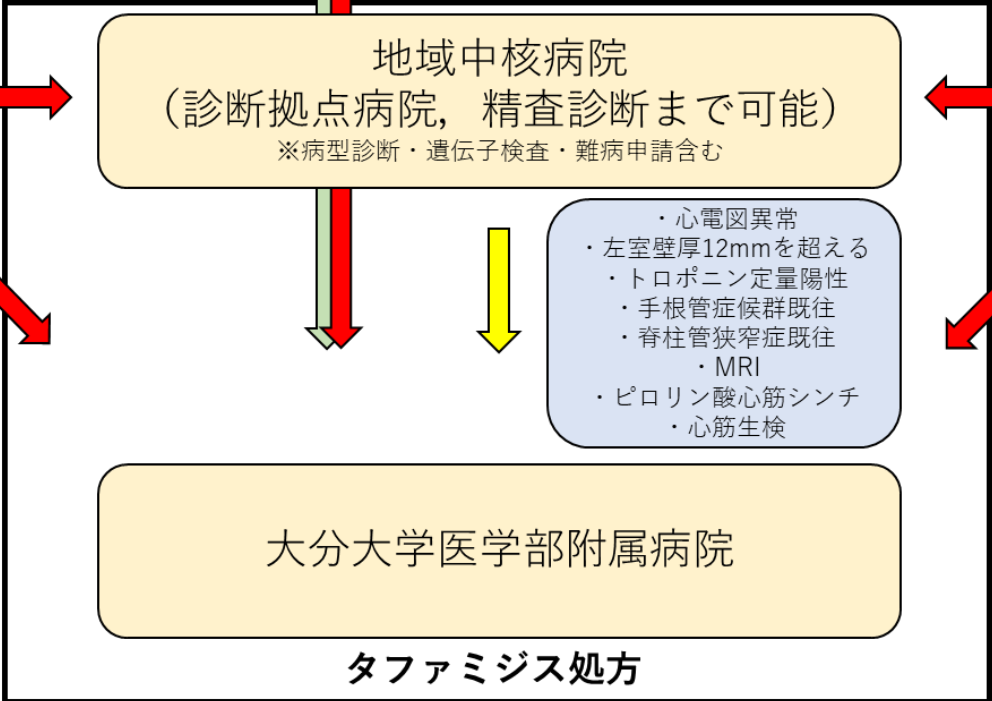 地域中核病院
（診断拠点病院，精査診断まで可能）
※病型診断・遺伝子検査・難病申請含む
・心電図異常
・左室壁厚12mmを超える
・トロポニン定量陽性
・手根管症候群既往
・脊柱管狭窄症既往
・MRI
・ピロリン酸心筋シンチ
・心筋生検
大分大学医学部附属病院
タファミジス処方